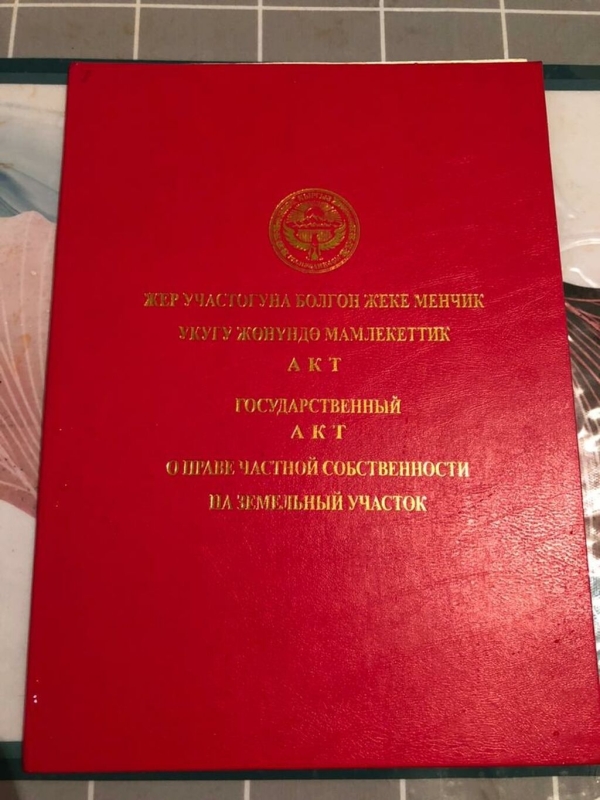 ЖЕР УЧАСТОГУНА БОЛГОН ЖЕКЕ МЕНЧИК
УКУГУ ЖӨНҮНДӨ МАМЛЕКЕТТИК
АКТ
ГОСУДАРСТВЕННЫЙ
АКТ
О ПРАВЕ ЧАСТНОЙ СОБСТВЕННОСТИ
НА ЗЕМЕЛЬНЫЙ УЧАСТОК